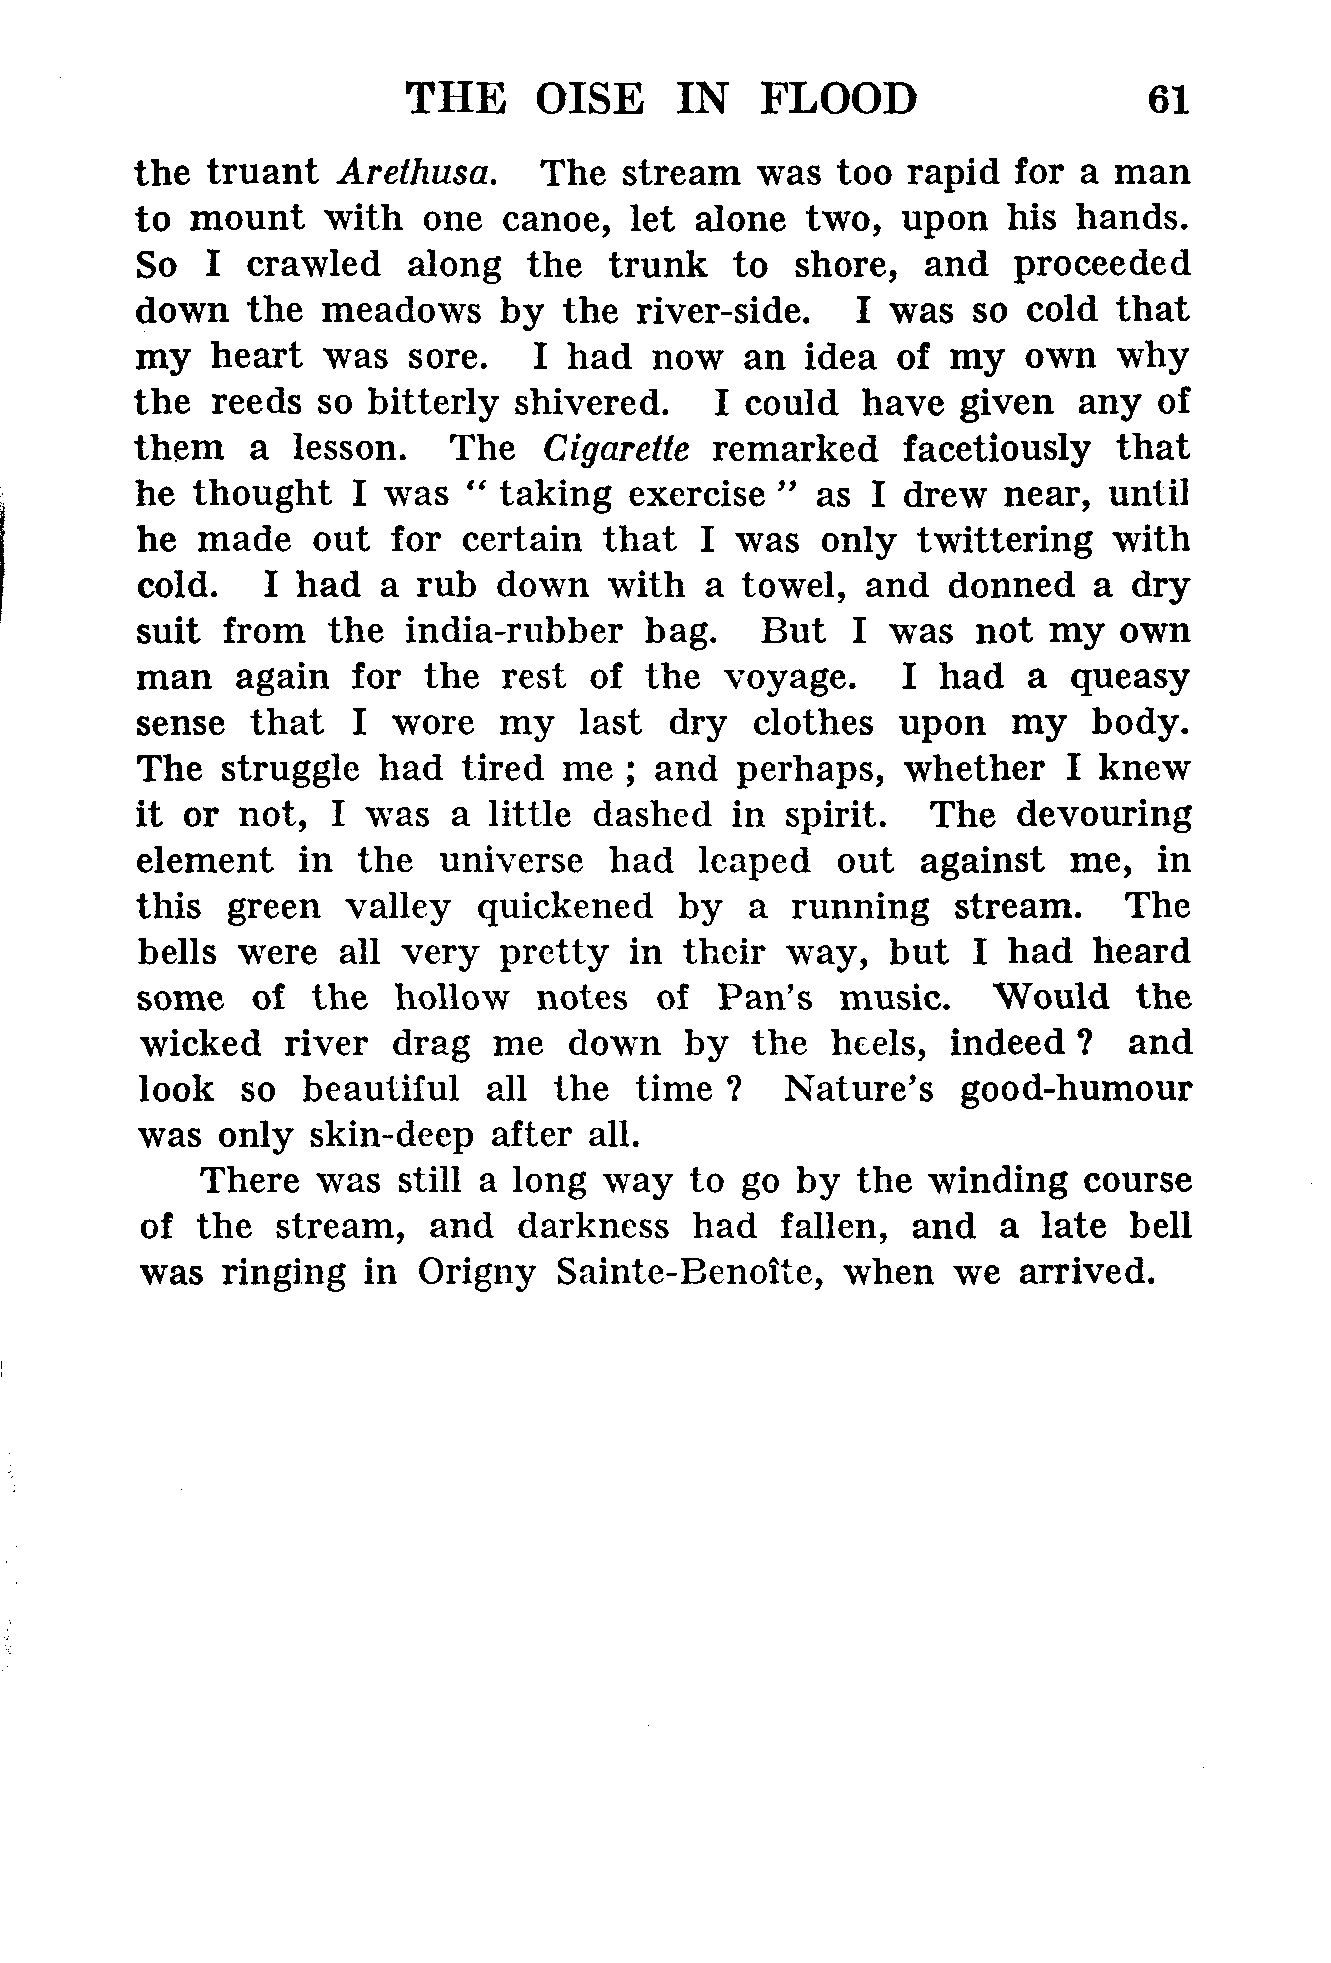 THE OISE IN FLOOD 61
the truant Arethusa. The stream was too rapid for a man
to mount with one canoe, let alone two, upon his hands.
So I crawled along the trunk to shore, and proceeded
down the meadows by the river-side. I was so cold that
my heart was sore. I had now an idea of my own why
the reeds so bitterly shivered. I could have given any of
them a lesson. The Cigarette remarked facetiously that
he thought I was “ taking exercise ” as I drew near, until
he made out for certain that I was only twittering with
cold. I had a rub down with a towel, and donned a dry
suit from the india-rubber bag. But I was not my own
man again for the rest of the voyage. I had a queasy
sense that I wore my last dry clothes upon my body.
The struggle had tired me ; and perhaps, whether I knew
it or not, I was a little dashed in spirit. The devouring
element in the universe had leaped out against me, in
this green valley quickened by a running stream. The
bells were all very pretty in their way, but I had heard
some of the hollow notes of Pan’s music. Would the
wicked river drag me down by the heels, indeed ? and
look so beautiful all the time ? Nature’s good-humour
was only skin-deep after all.
There was still a long way to go by the winding course
of the stream, and darkness had fallen, and a late bell
was ringing in Origny Sainte-Benoîte, when we arrived.